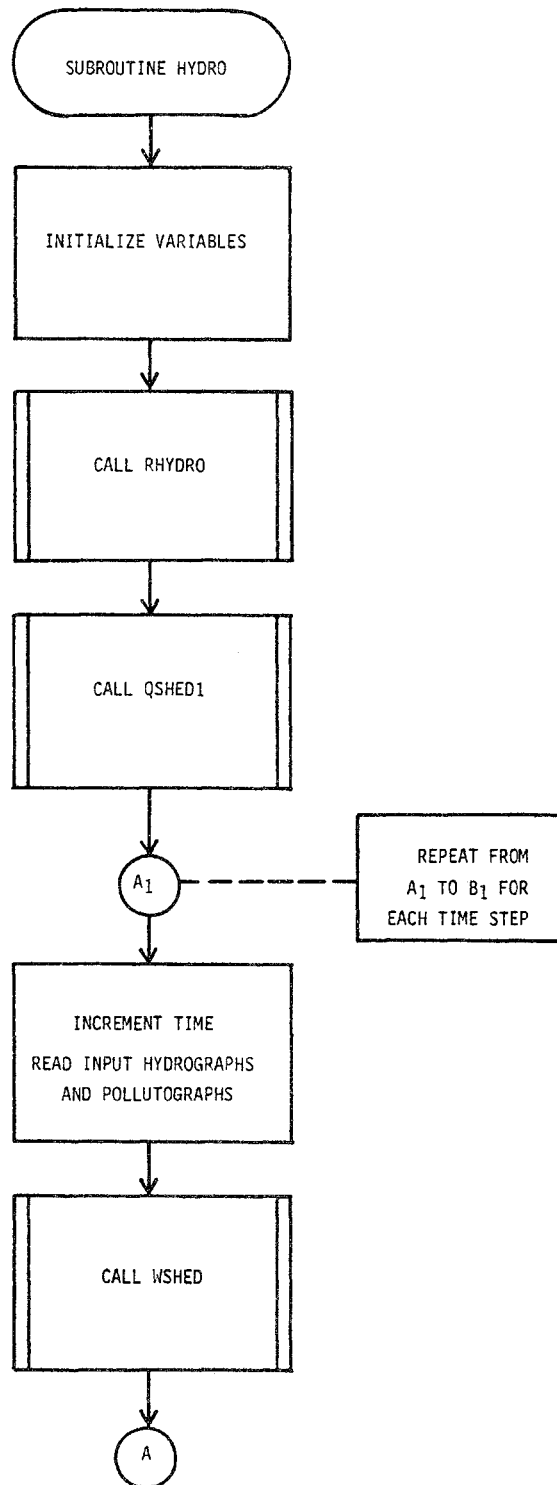 SUBROUTINE HYDRO
INITIALIZE VARIABLES
CALL RHYDRO
CALL QSHED1
A1
REPEAT FROM
A1 TO B1 FOR
EACH TIME STEP
INCREMENT TIME
READ INPUT HYDROGRAPHS
AND POLLUTOGRAPHS
CALL WSHED
A